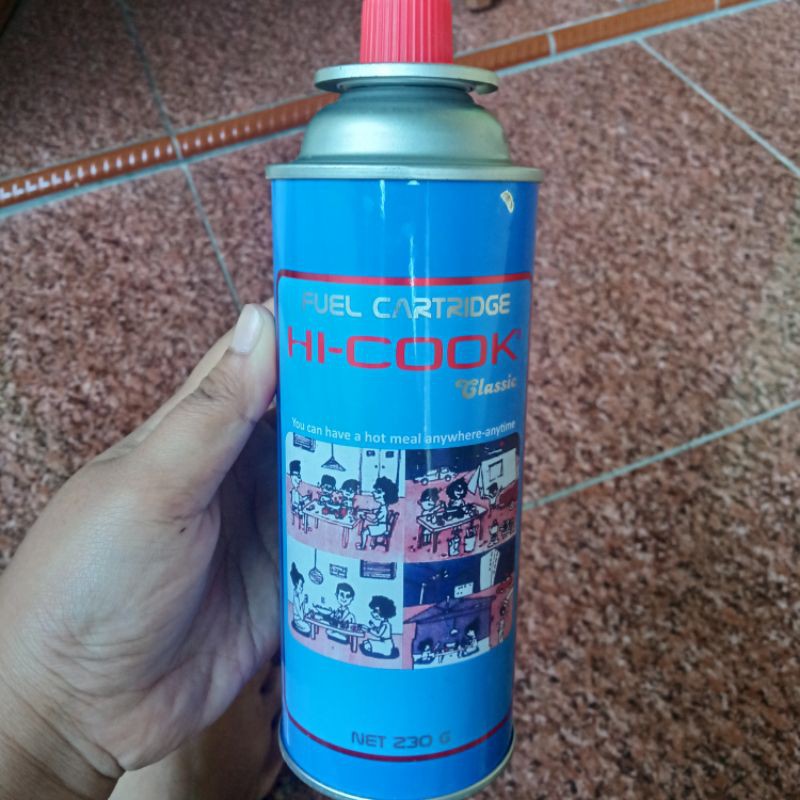 FUEL CARTRIDGE
HI-COOK
Classic
You can have a hot meal anywhere-anytime
NET 230 G